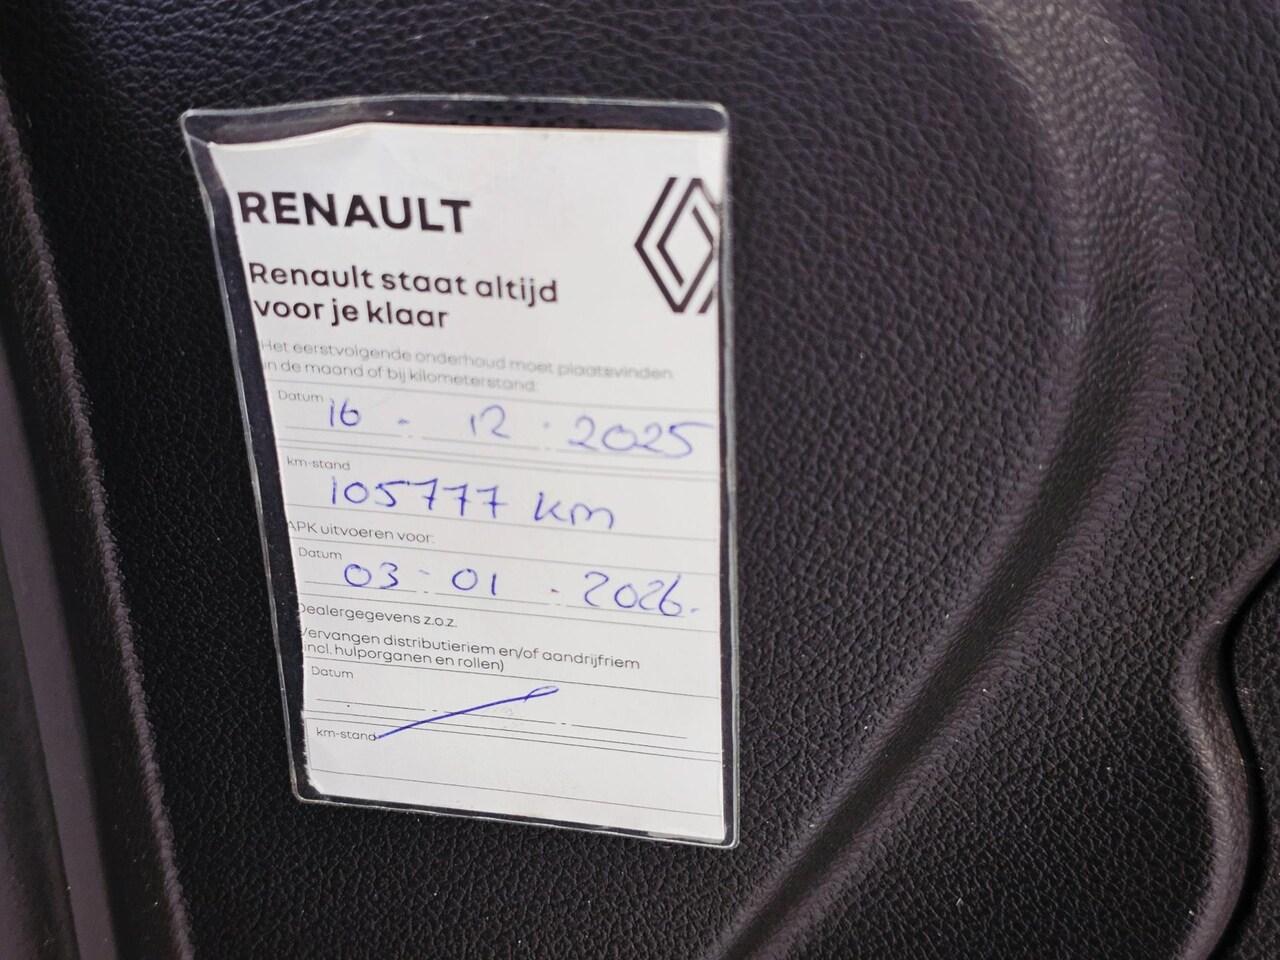 RENAULT
Renault staat altijd
voor je klaar
Het eerstvolgende onderhoud moet plaatsvinden
in de maand of bij kilometerstand:
Datum
16 - 12 - 2025
km-stand
105777 km
APK uitvoeren voor:
Datum
03 - 01 - 2026.
Dealergegevens z.o.z.
Vervangen distributieriem en/of aandrijfriem
(incl. hulporganen en rollen)
Datum
km-stand